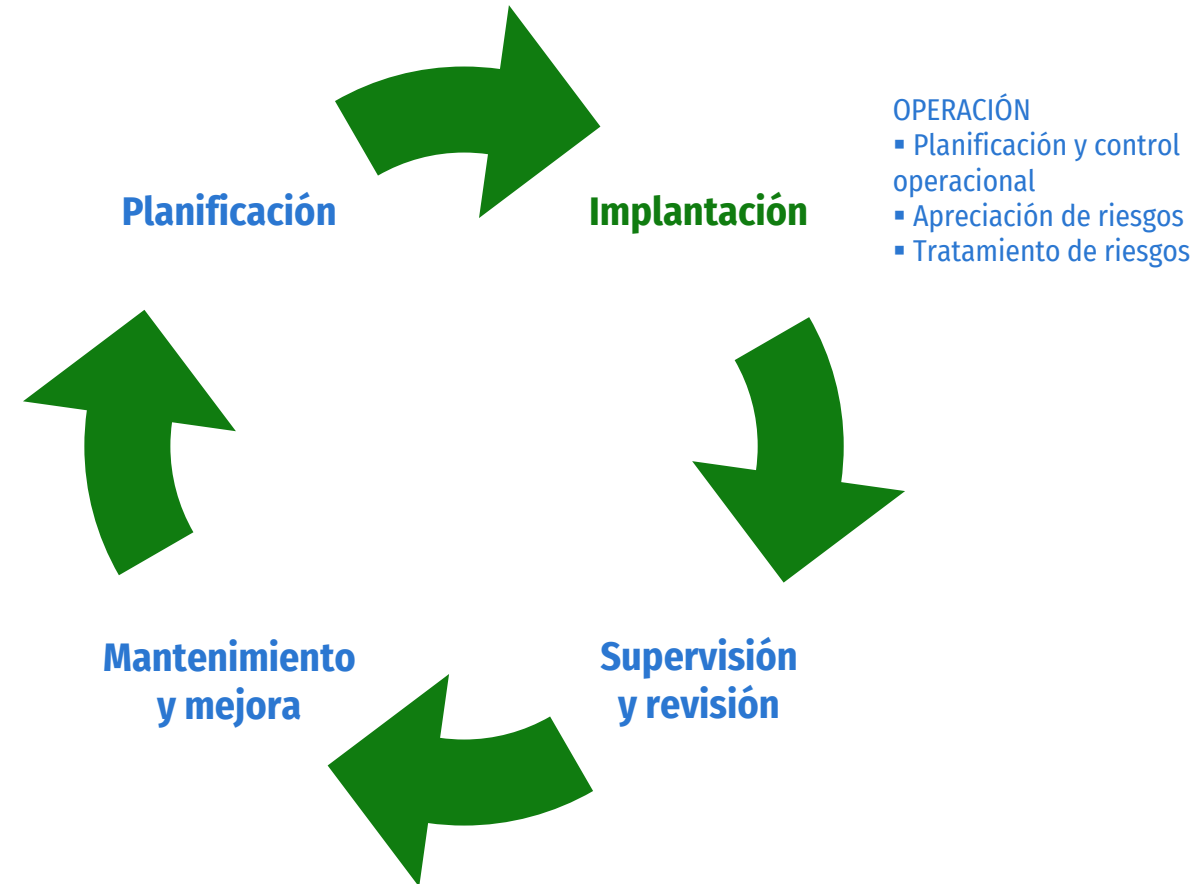 Planificación
Implantación
OPERACIÓN
▪ Planificación y control
operacional
▪ Apreciación de riesgos
▪ Tratamiento de riesgos
Mantenimiento
y mejora
Supervisión
y revisión